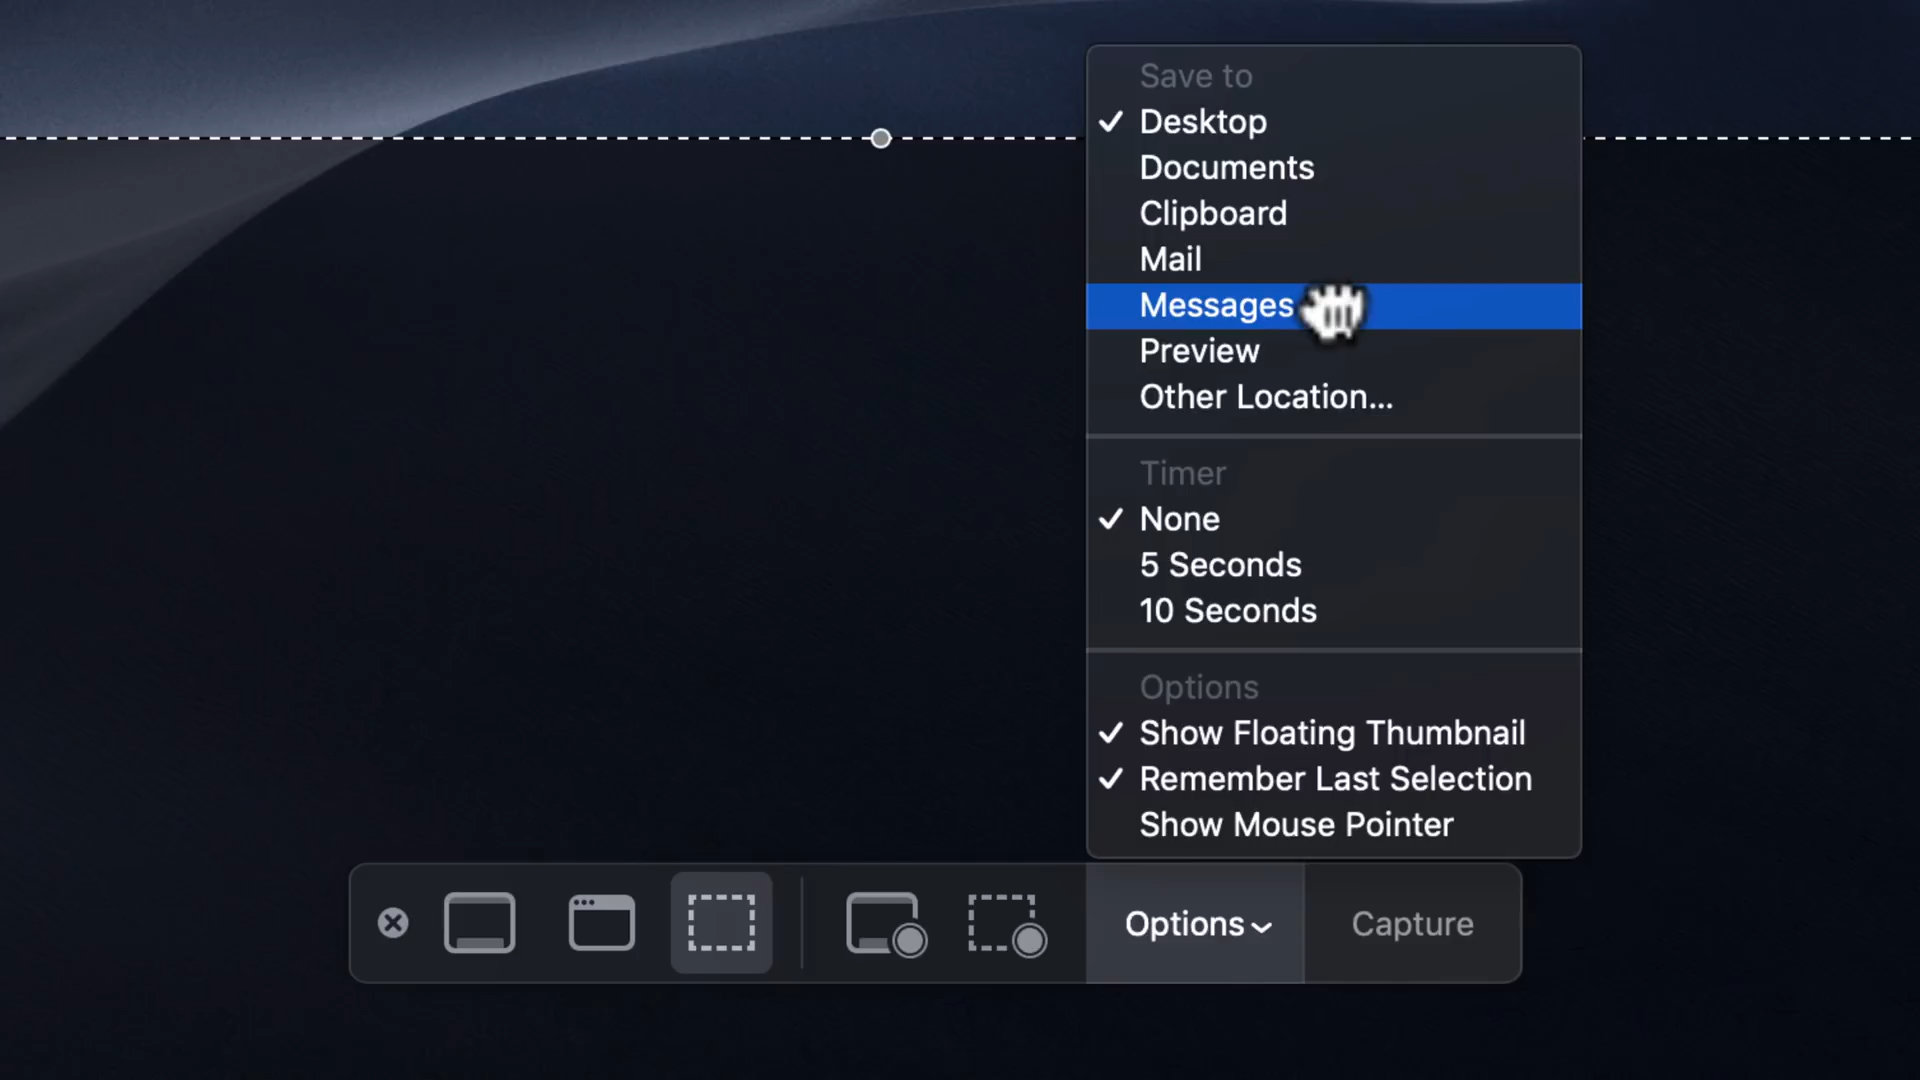 Save to
✓ Desktop
Documents
Clipboard
Mail
Messages
Preview
Other Location...
Timer
✓ None
5 Seconds
10 Seconds
Options
✓ Show Floating Thumbnail
✓ Remember Last Selection
Show Mouse Pointer
Options
Capture